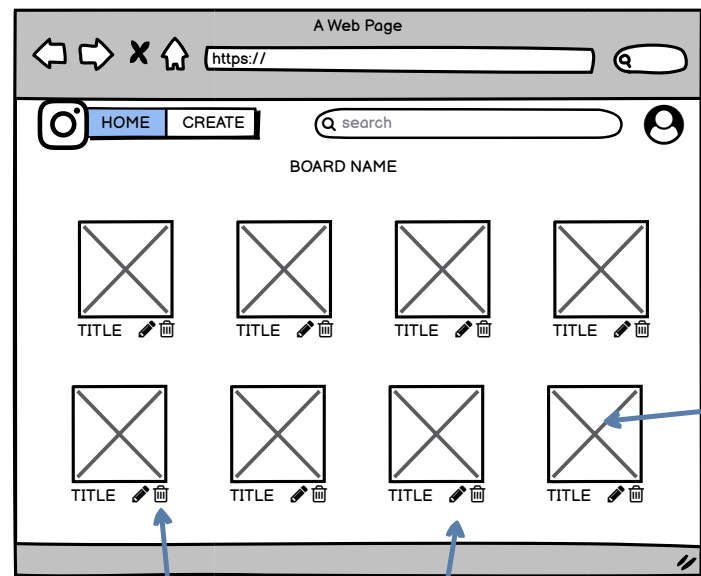 A Web Page
https://
HOME CREATE search
BOARD NAME
TITLE TITLE TITLE TITLE
TITLE TITLE TITLE TITLE